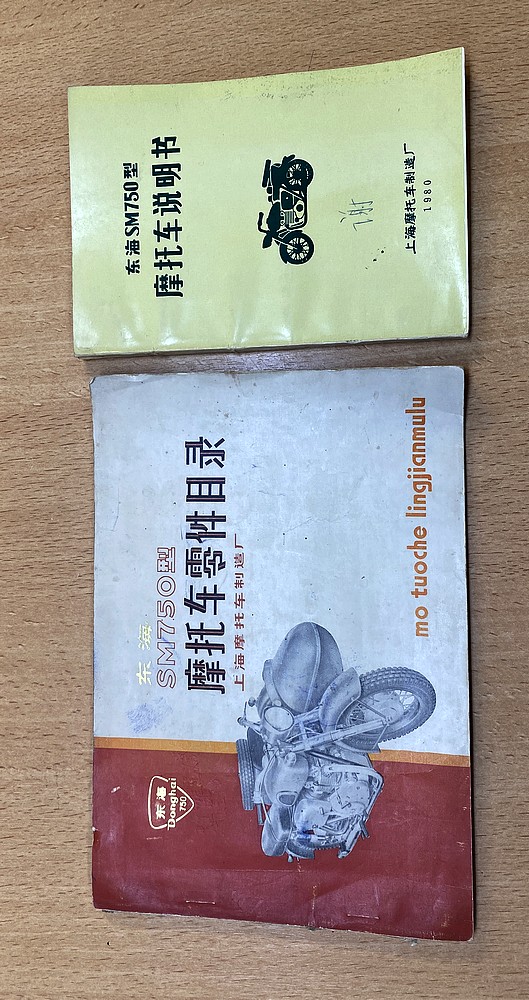 东海SM750型
摩托车说明书
谢
上海摩托车制造厂
1980
东海
SM750型
摩托车零件目录
上海摩托车制造厂
mo tuoche lingjianmulu
东海
Donghai
750